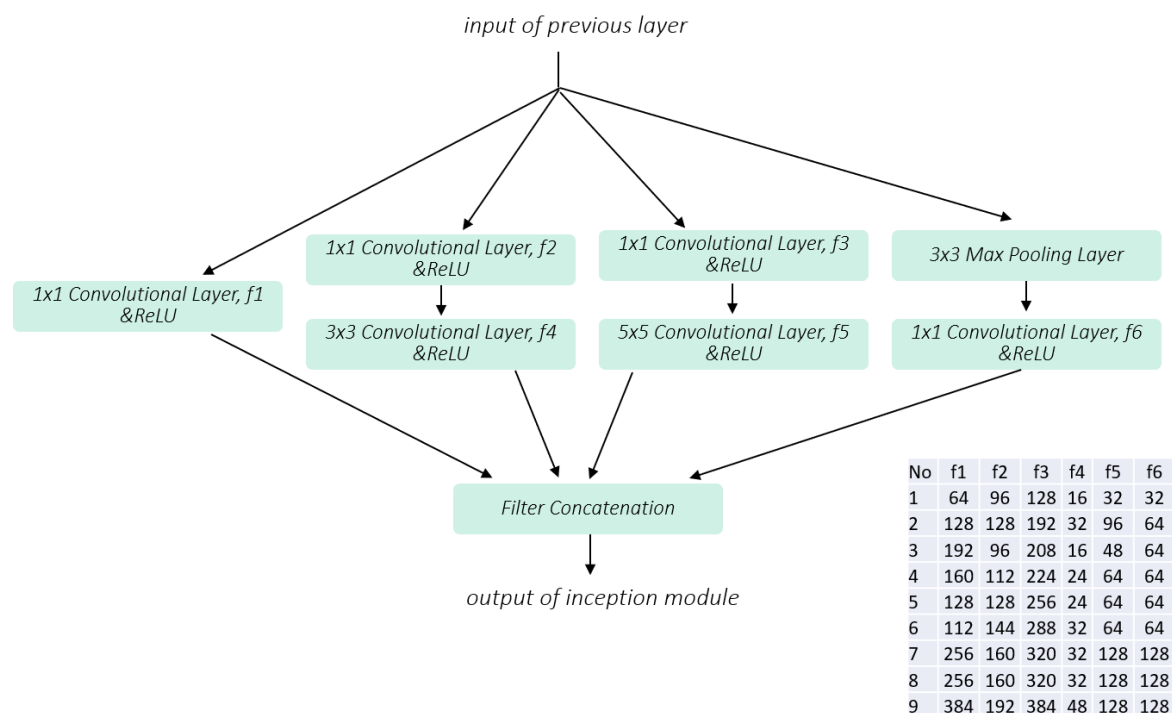 input of previous layer
1x1 Convolutional Layer, f1
&ReLU
1x1 Convolutional Layer, f2
&ReLU
3x3 Convolutional Layer, f4
&ReLU
1x1 Convolutional Layer, f3
&ReLU
5x5 Convolutional Layer, f5
&ReLU
3x3 Max Pooling Layer
1x1 Convolutional Layer, f6
&ReLU
Filter Concatenation
output of inception module
No f1 f2 f3 f4 f5 f6
1 64 96 128 16 32 32
2 128 128 192 32 96 64
3 192 96 208 16 48 64
4 160 112 224 24 64 64
5 128 128 256 24 64 64
6 112 144 288 32 64 64
7 256 160 320 32 128 128
8 256 160 320 32 128 128
9 384 192 384 48 128 128